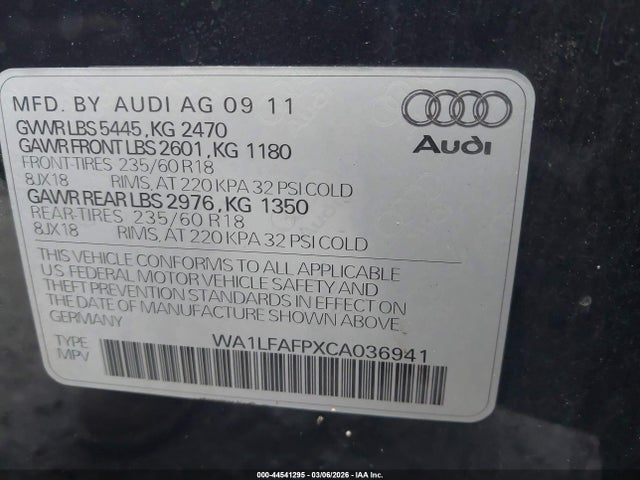 MFD. BY AUDI AG 09 11
GVWR LBS 5445, KG 2470
GAWR FRONT LBS 2601, KG 1180
FRONT-TIRES 235/60 R18
8JX18 RIMS, AT 220 KPA 32 PSI COLD
GAWR REAR LBS 2976, KG 1350
REAR-TIRES 235/60 R18
8JX18 RIMS, AT 220 KPA 32 PSI COLD
THIS VEHICLE CONFORMS TO ALL APPLICABLE
U.S. FEDERAL MOTOR VEHICLE SAFETY AND
THEFT PREVENTION STANDARDS IN EFFECT ON
THE DATE OF MANUFACTURE SHOWN ABOVE.
GERMANY
TYPE WA1LFAFPXCA036941
MPV
Audi
000-44541295 - 03/06/2026 - ©IAA, Inc.